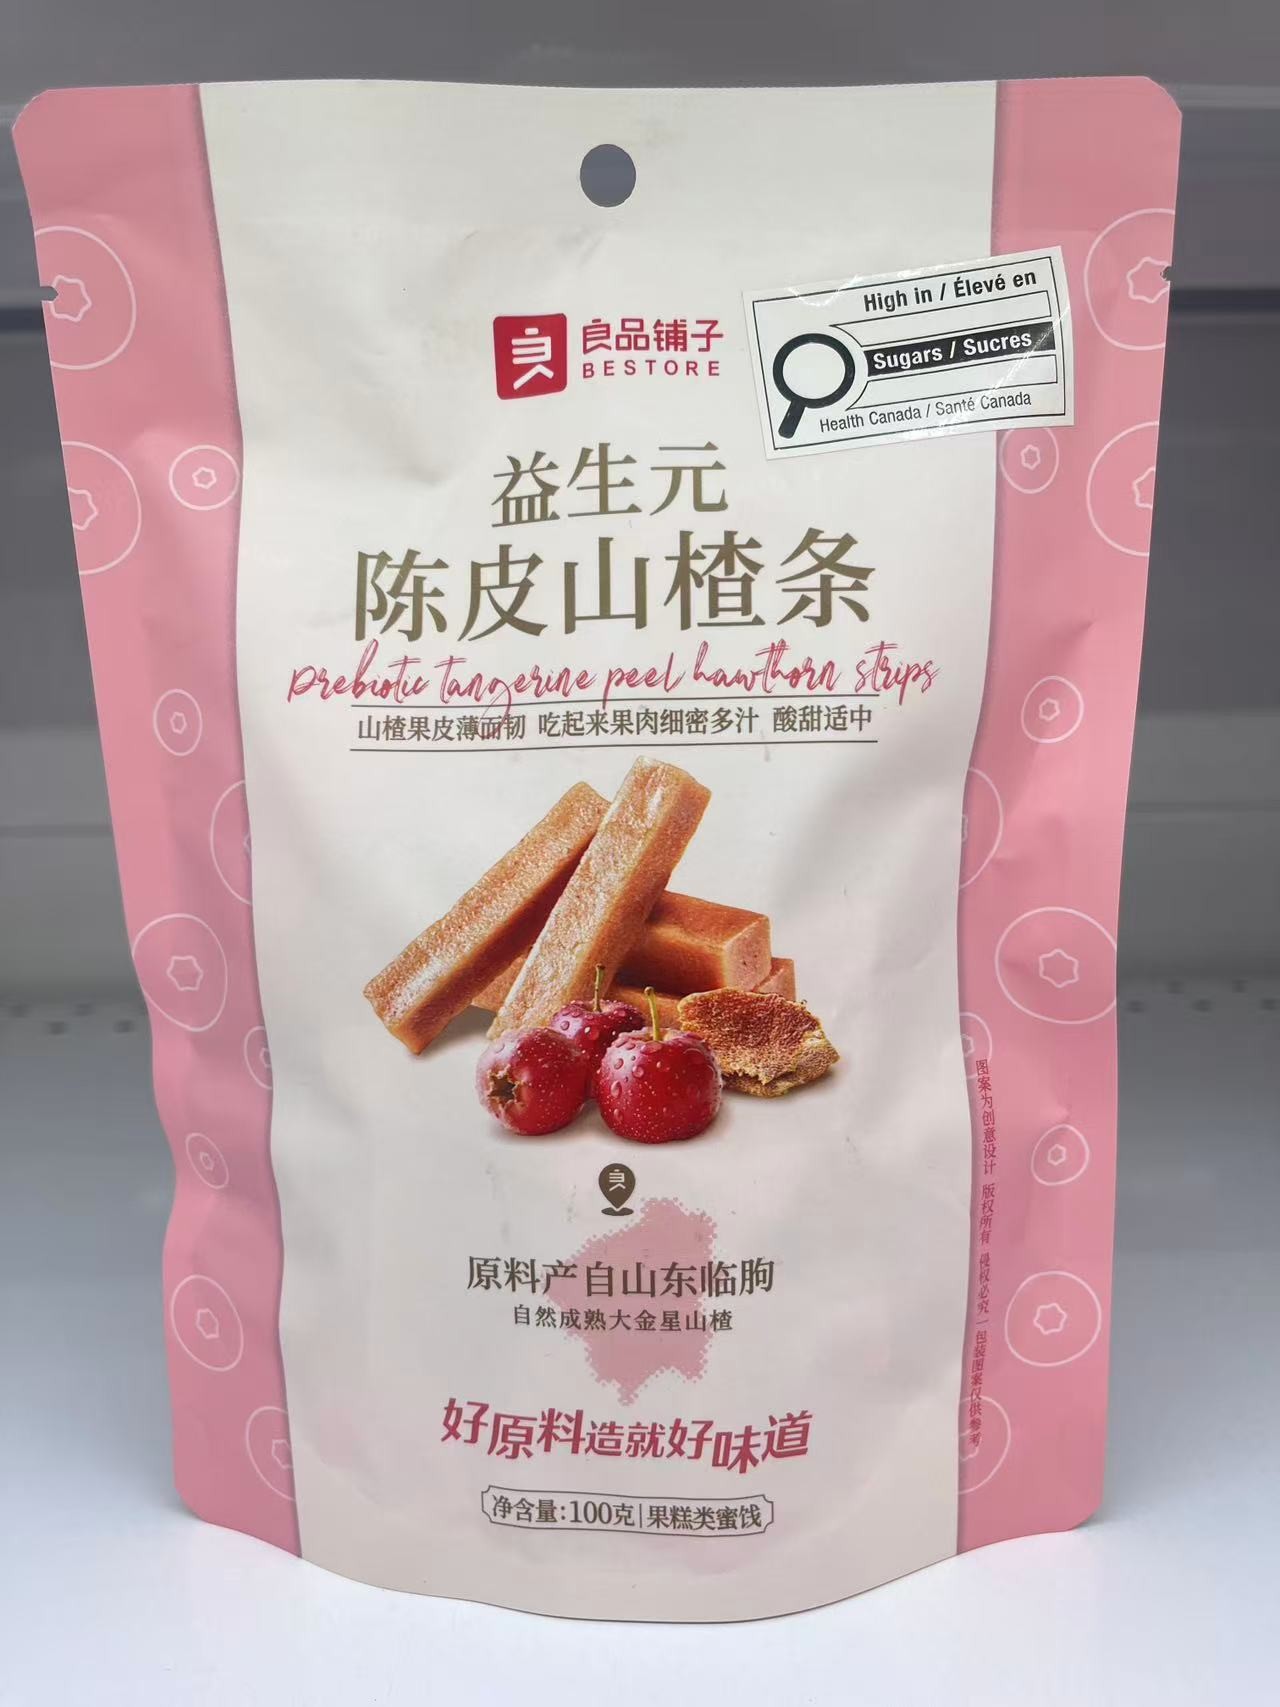 High in / Élevé en
Sugars / Sucres
Health Canada / Santé Canada
良品铺子
BESTORE
益生元
陈皮山楂条
Prebiotic tangerine peel hawthorn strips
山楂果皮薄而韧 吃起来果肉细密多汁 酸甜适中
原料产自山东临朐
自然成熟大金星山楂
好原料造就好味道
净含量:100克|果糕类蜜饯
图案为创意设计 版权所有 侵权必究 包装图案仅供参考